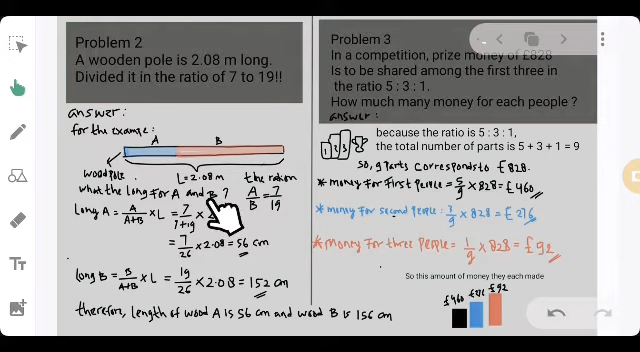 Problem 2
A wooden pole is 2.08 m long.
Divided it in the ratio of 7 to 19!!
answer:
for the example:
A B
wood pole
L = 2.08 m
the ration
what the long for A and B ?
A/B = 7/19
Long A = A/A+B × L = 7/7+19 × 2
= 7/26 × 2.08 = 56 cm
long B = B/A+B × L = 19/26 × 2.08 = 152 cm
therefore, length of wood A is 56 cm and wood B is 156 cm
Problem 3
In a competition, prize money of £828
Is to be shared among the first three in
the ratio 5 : 3 : 1.
How much many money for each people ?
answer:
1 2 3
because the ratio is 5 : 3 : 1,
the total number of parts is 5 + 3 + 1 = 9
So, 9 parts corresponds to £828.
* money for first people = 5/9 × 828 = £460
* money for second people: 3/9 × 828 = £276
* money for three people = 1/9 × 828 = £92
So this amount of money they each made
£460 £276 £92